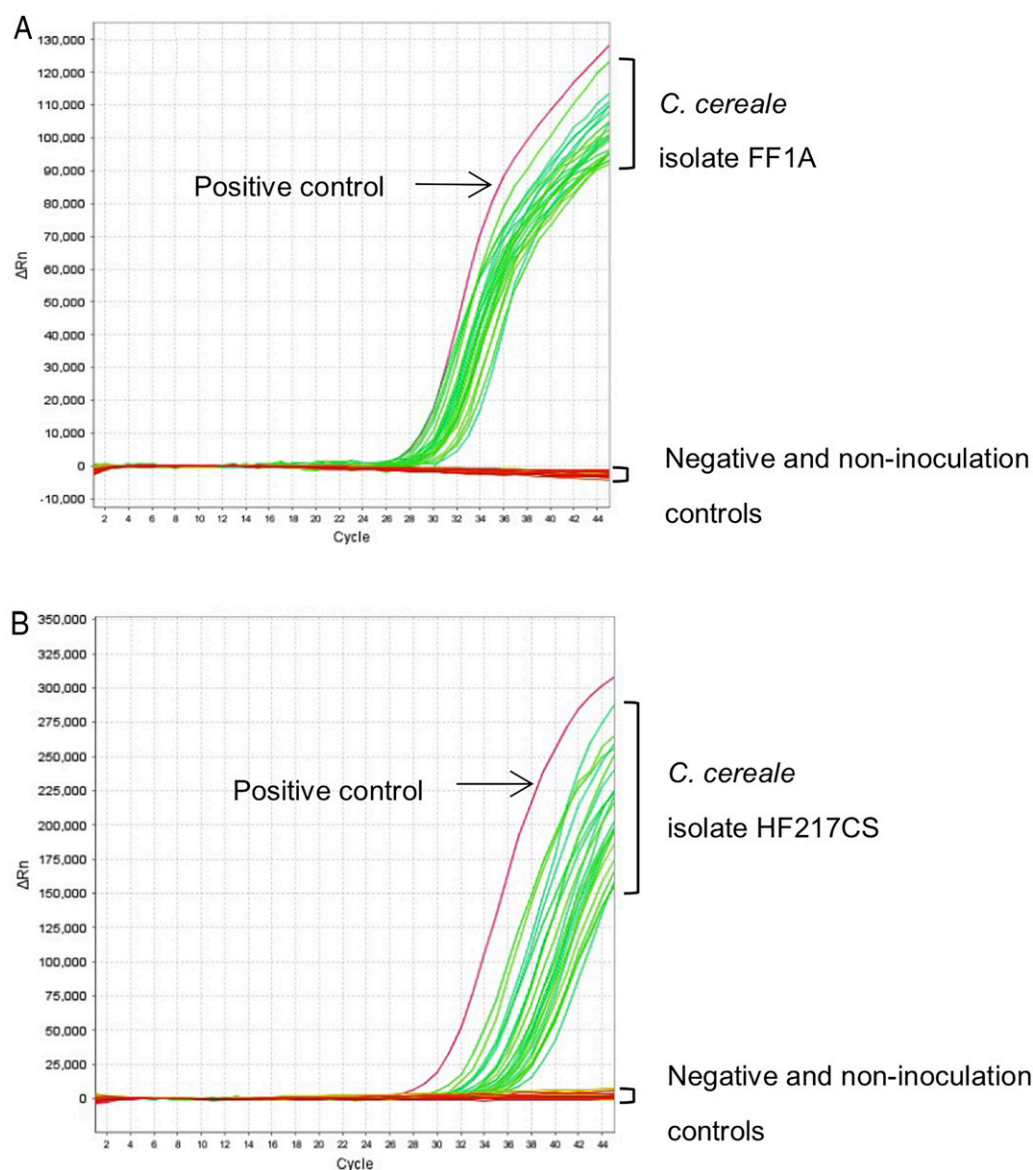 A
130,000
120,000
110,000
100,000
90,000
80,000
70,000
60,000
50,000
40,000
30,000
20,000
10,000
0
-10,000
ΔRn
2 4 6 8 10 12 14 16 18 20 22 24 26 28 30 32 34 36 38 40 42 44
Cycle
Positive control
C. cereale
isolate FF1A
Negative and non-inoculation
controls
B
350,000
325,000
300,000
275,000
250,000
225,000
200,000
175,000
150,000
125,000
100,000
75,000
50,000
25,000
0
ΔRn
2 4 6 8 10 12 14 16 18 20 22 24 26 28 30 32 34 36 38 40 42 44
Cycle
Positive control
C. cereale
isolate HF217CS
Negative and non-inoculation
controls